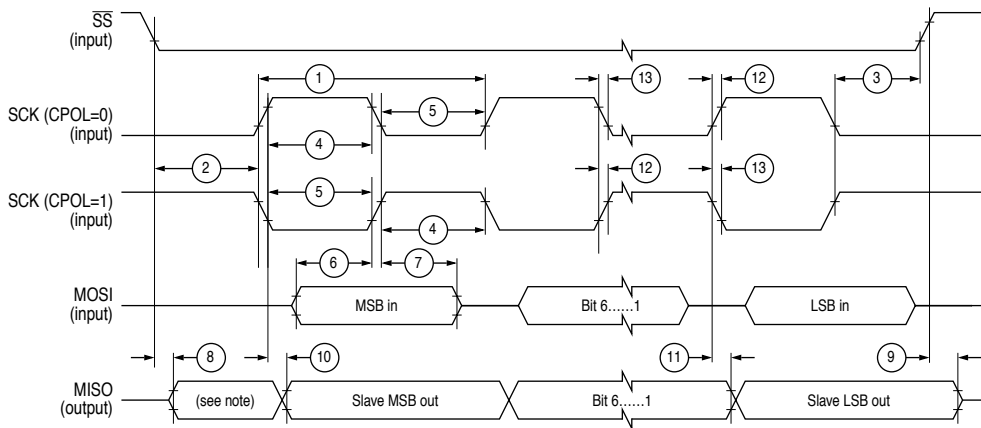 SS
(input)
1
13
12
3
SCK (CPOL=0)
(input)
5
4
2
12
13
SCK (CPOL=1)
(input)
5
4
6
7
MOSI
(input)
MSB in
Bit 6......1
LSB in
8
10
11
9
MISO
(output)
(see note)
Slave MSB out
Bit 6......1
Slave LSB out